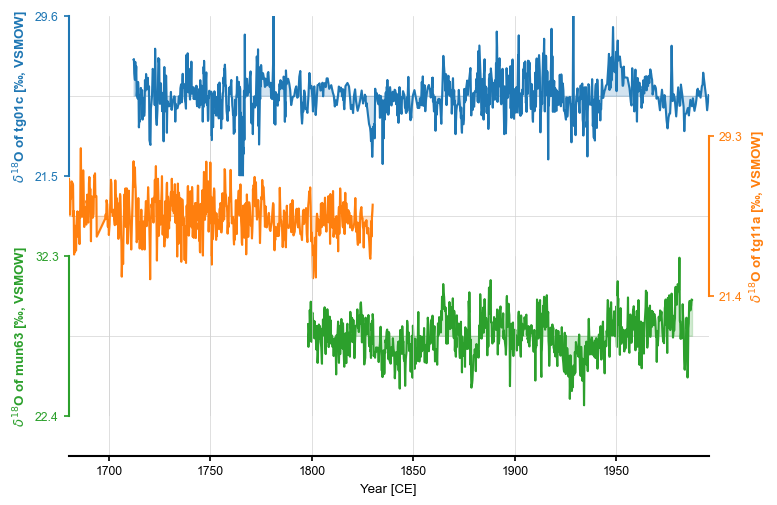 29.6
δ¹⁸O of tg01c [‰, VSMOW]
21.5
29.3
δ¹⁸O of tg11a [‰, VSMOW]
21.4
32.3
δ¹⁸O of mun63 [‰, VSMOW]
22.4
1700 1750 1800 1850 1900 1950
Year [CE]